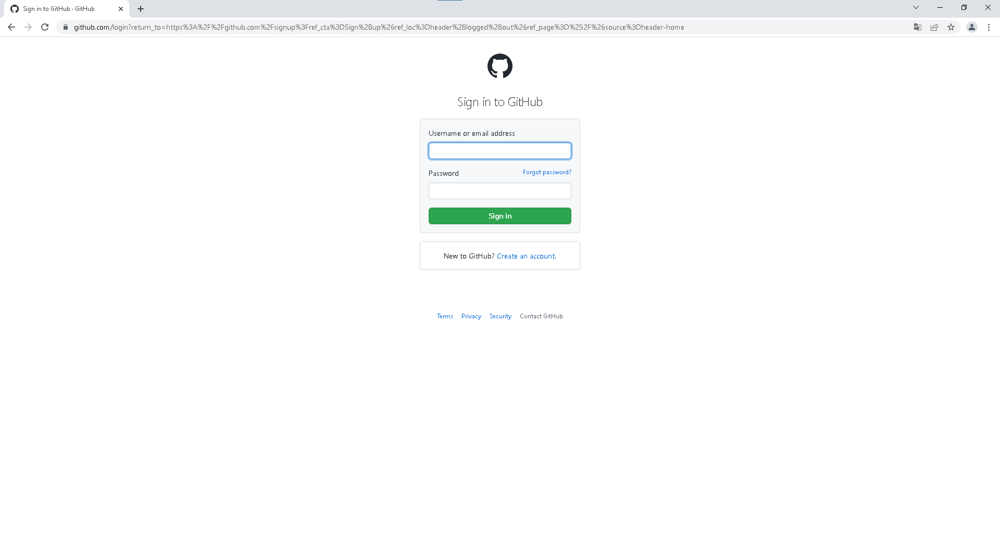 Sign in to GitHub · GitHub
github.com/login?return_to=https%3A%2F%2Fgithub.com%2Fsignup%3Fref_cta%3DSign%2Bup%26ref_loc%3Dheader%2Blogged%2Bout%26ref_page%3D%252F%26source%3Dheader-home
Sign in to GitHub
Username or email address
Password Forgot password?
Sign in
New to GitHub? Create an account.
Terms Privacy Security Contact GitHub